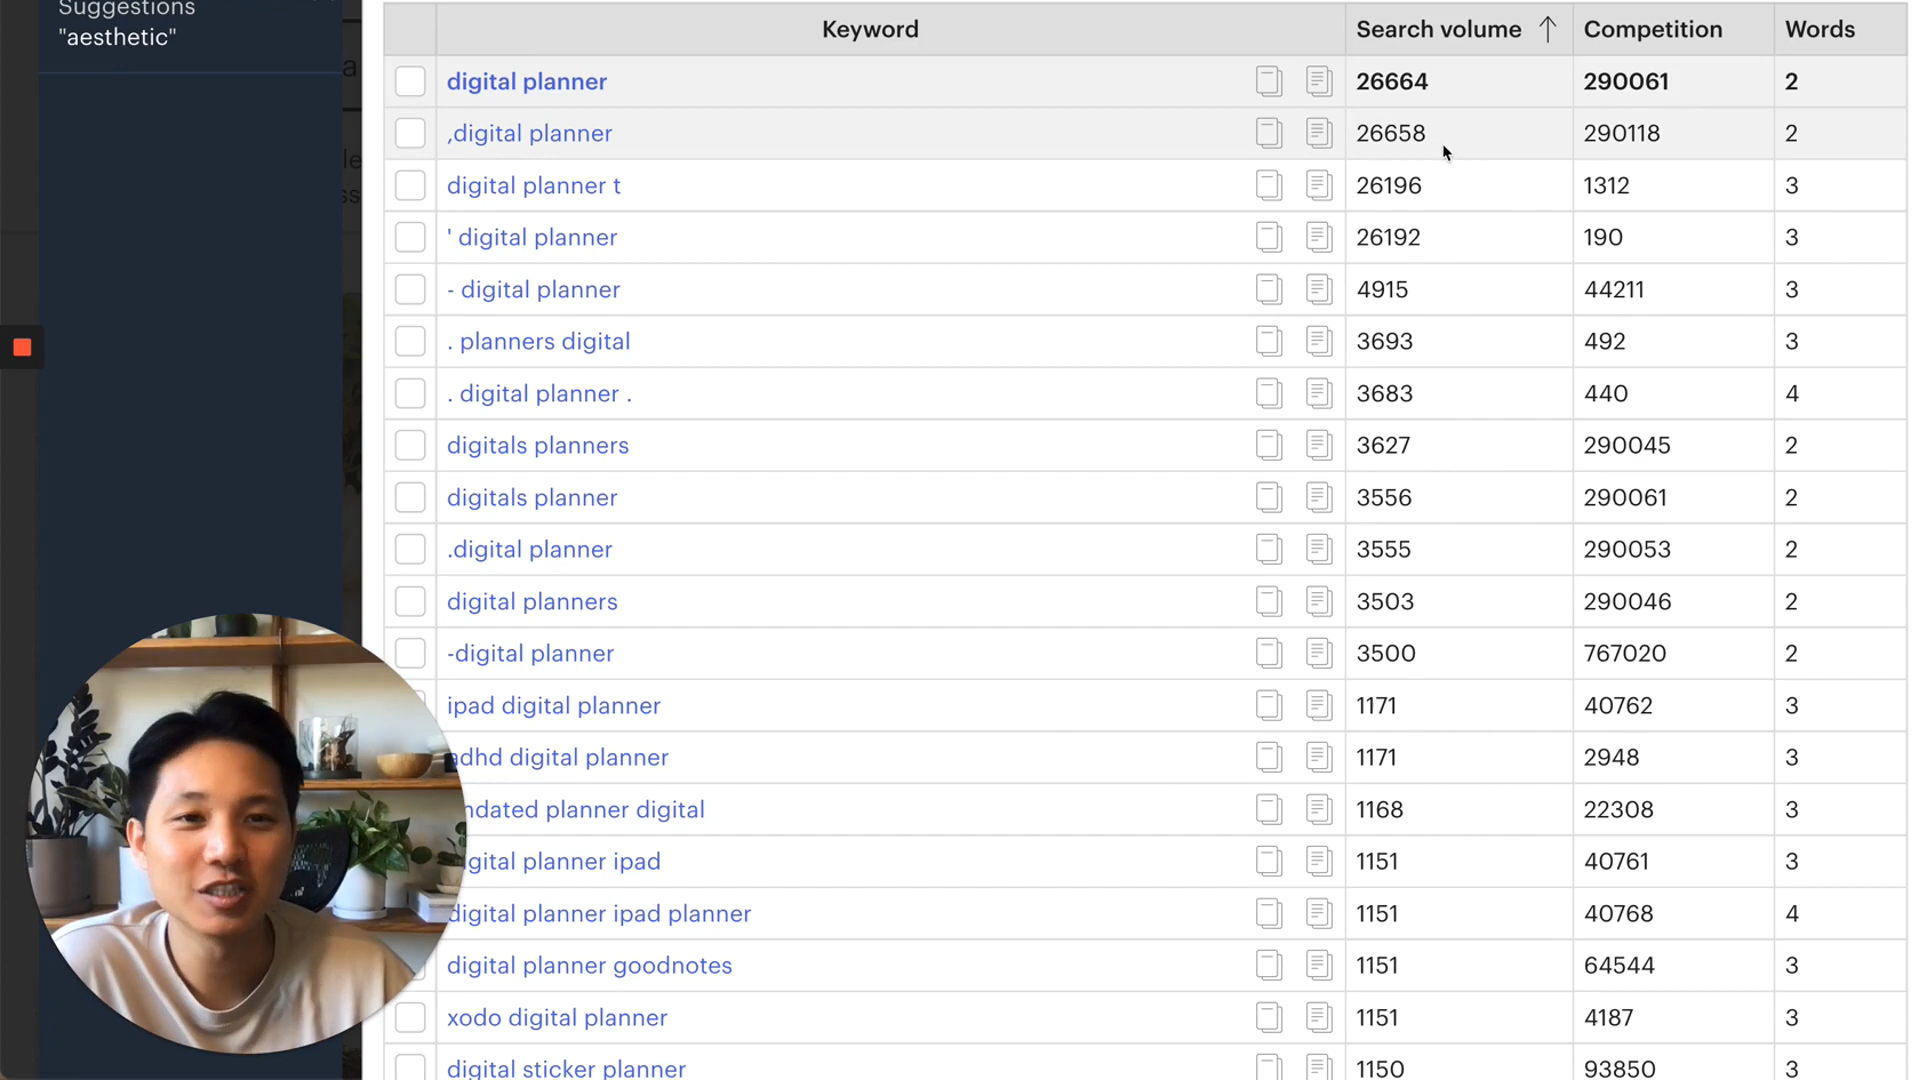 Suggestions
"aesthetic"
Keyword Search volume Competition Words
digital planner 26664 290061 2
,digital planner 26658 290118 2
digital planner t 26196 1312 3
' digital planner 26192 190 3
- digital planner 4915 44211 3
. planners digital 3693 492 3
. digital planner . 3683 440 4
digitals planners 3627 290045 2
digitals planner 3556 290061 2
.digital planner 3555 290053 2
digital planners 3503 290046 2
-digital planner 3500 767020 2
ipad digital planner 1171 40762 3
adhd digital planner 1171 2948 3
ndated planner digital 1168 22308 3
gital planner ipad 1151 40761 3
digital planner ipad planner 1151 40768 4
digital planner goodnotes 1151 64544 3
xodo digital planner 1151 4187 3
digital sticker planner 1150 93850 3